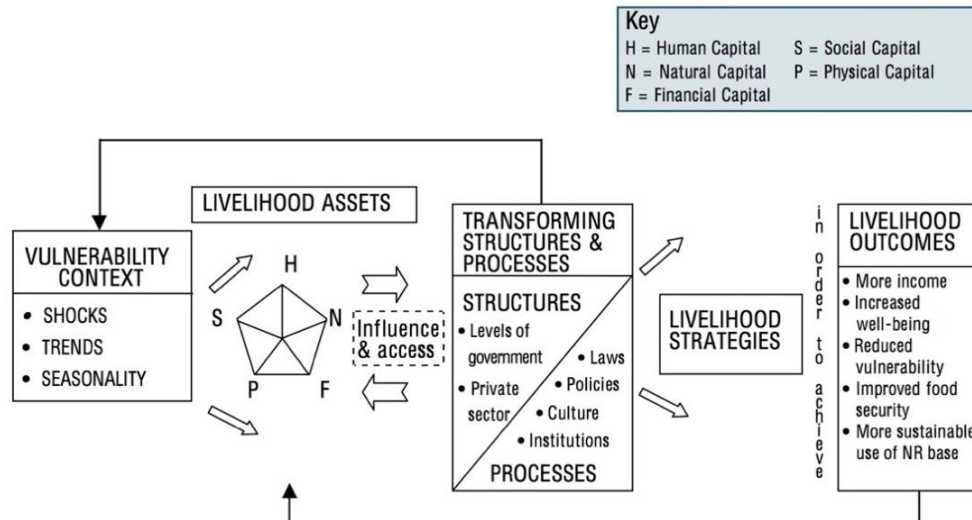 Key
H = Human Capital S = Social Capital
N = Natural Capital P = Physical Capital
F = Financial Capital
LIVELIHOOD ASSETS
VULNERABILITY
CONTEXT
• SHOCKS
• TRENDS
• SEASONALITY
H
S
N
P
F
Influence
& access
TRANSFORMING
STRUCTURES &
PROCESSES
STRUCTURES
• Levels of
government
• Private
sector
• Laws
• Policies
• Culture
• Institutions
PROCESSES
LIVELIHOOD
STRATEGIES
in order to achieve
LIVELIHOOD
OUTCOMES
• More income
• Increased
well-being
• Reduced
vulnerability
• Improved food
security
• More sustainable
use of NR base